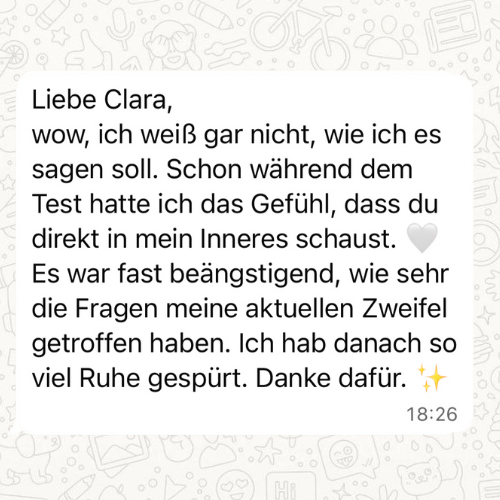 Liebe Clara,
wow, ich weiß gar nicht, wie ich es
sagen soll. Schon während dem
Test hatte ich das Gefühl, dass du
direkt in mein Inneres schaust. 🤍
Es war fast beängstigend, wie sehr
die Fragen meine aktuellen Zweifel
getroffen haben. Ich hab danach so
viel Ruhe gespürt. Danke dafür. ✨
18:26